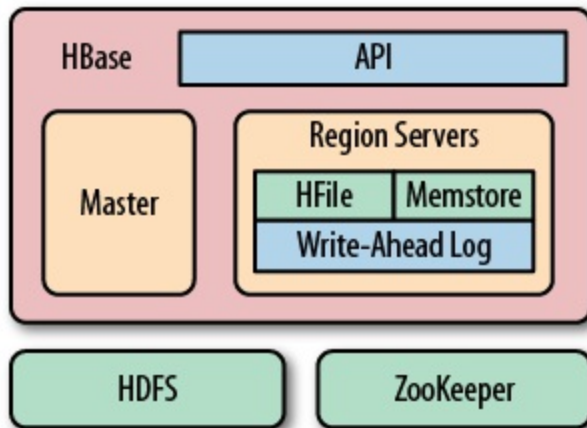 HBase
API
Master
Region Servers
HFile
Memstore
Write-Ahead Log
HDFS
ZooKeeper